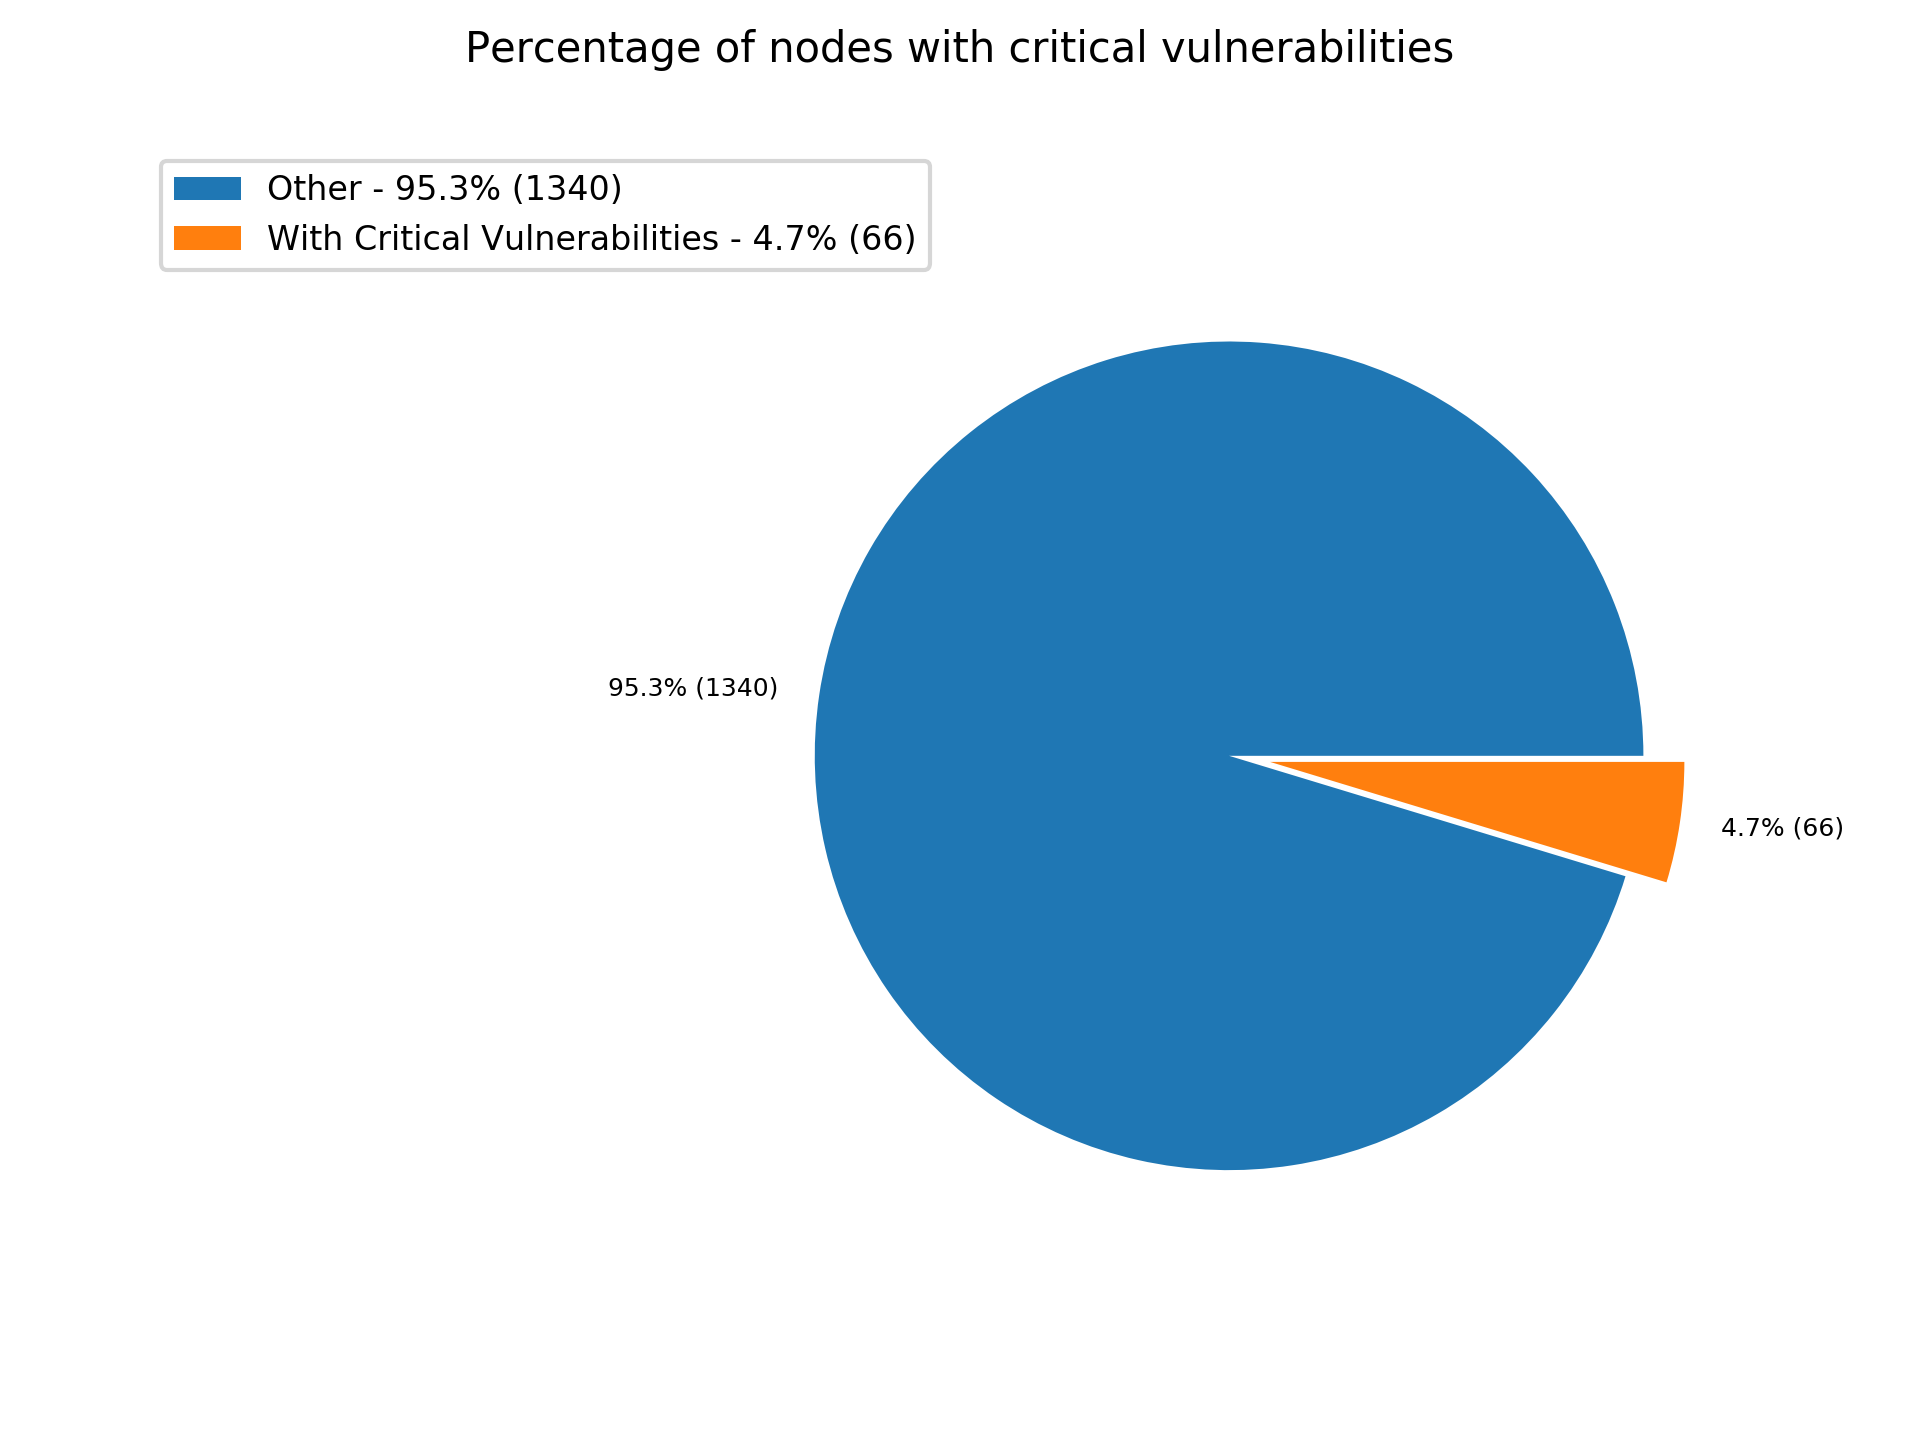 Percentage of nodes with critical vulnerabilities
Other - 95.3% (1340)
With Critical Vulnerabilities - 4.7% (66)
95.3% (1340)
4.7% (66)